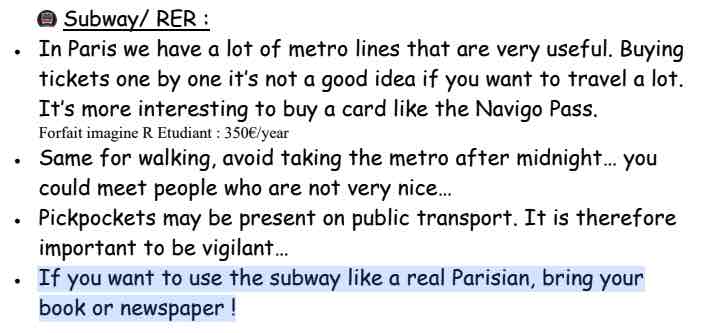 Subway/ RER :
• In Paris we have a lot of metro lines that are very useful. Buying
tickets one by one it’s not a good idea if you want to travel a lot.
It’s more interesting to buy a card like the Navigo Pass.
Forfait imagine R Etudiant : 350€/year
• Same for walking, avoid taking the metro after midnight… you
could meet people who are not very nice…
• Pickpockets may be present on public transport. It is therefore
important to be vigilant…
• If you want to use the subway like a real Parisian, bring your
book or newspaper !